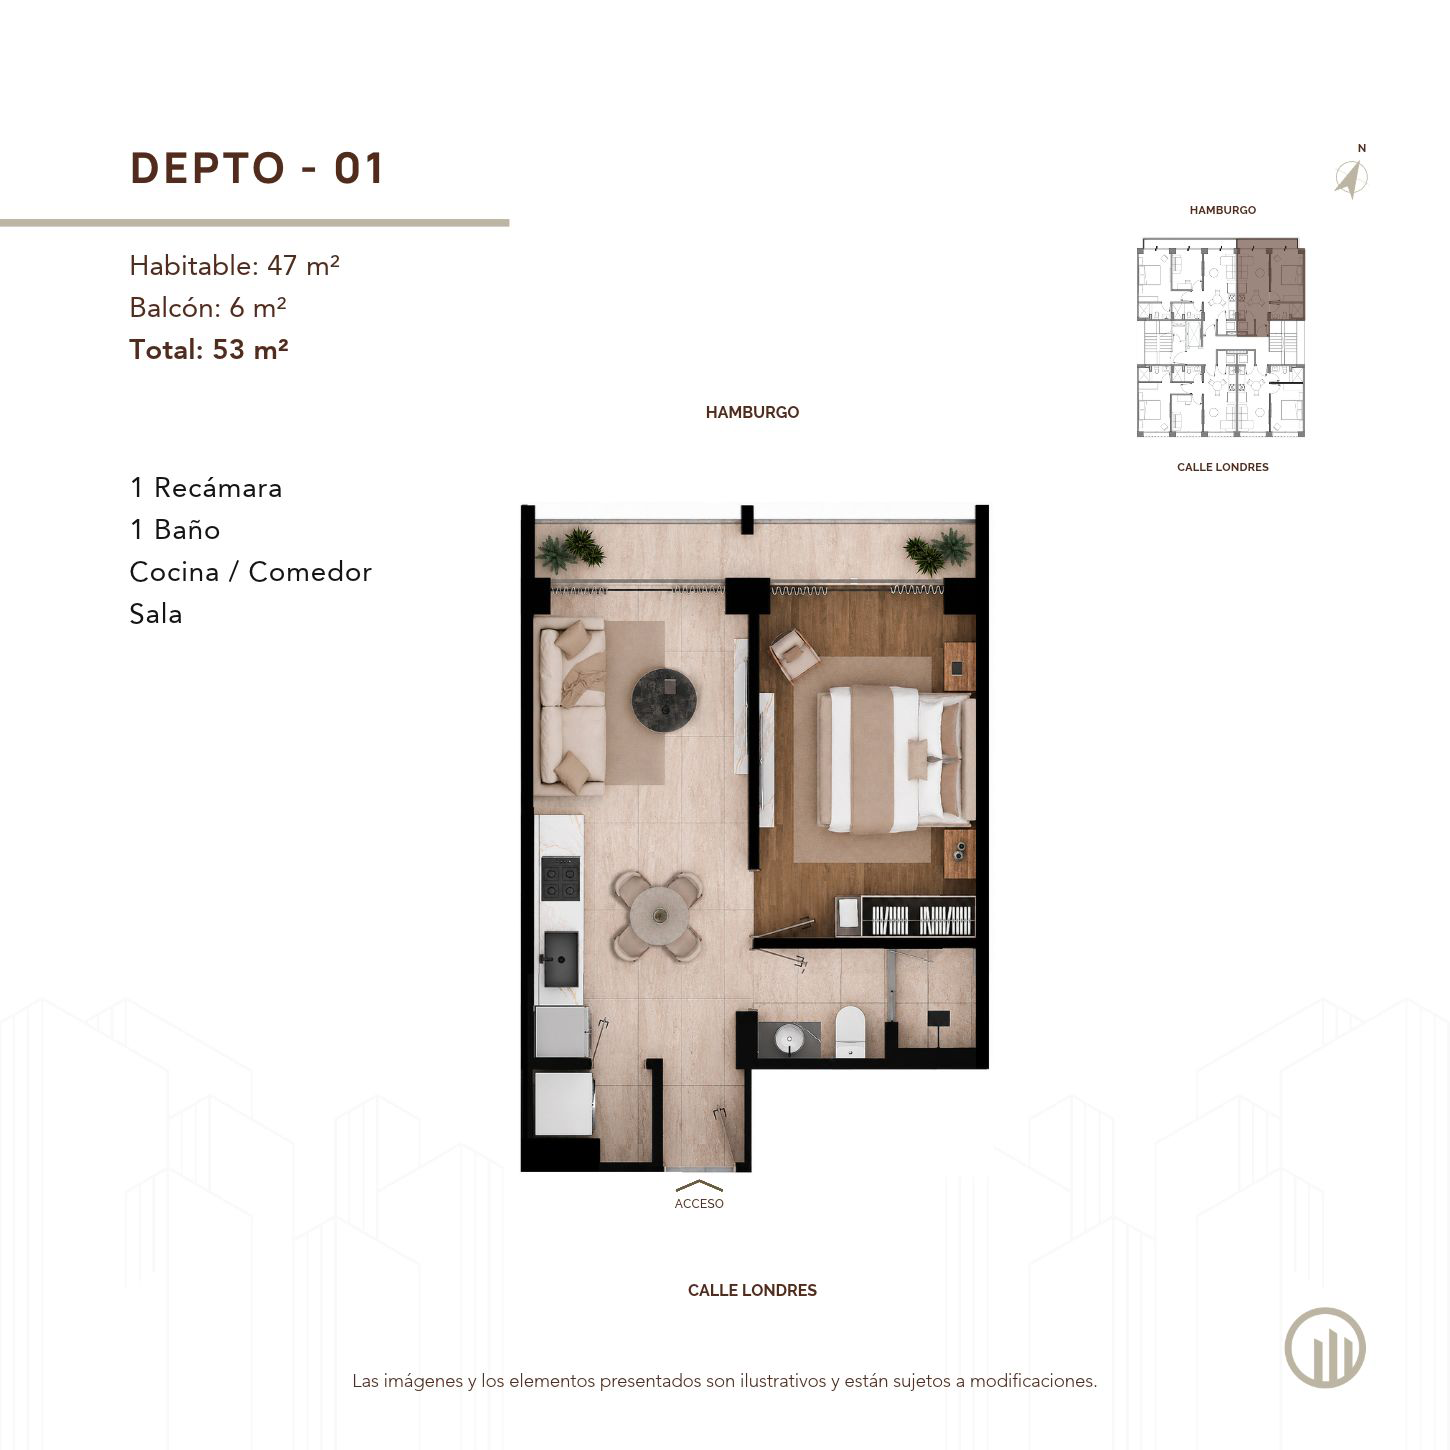 DEPTO - 01
Habitable: 47 m²
Balcón: 6 m²
Total: 53 m²
1 Recámara
1 Baño
Cocina / Comedor
Sala
N
HAMBURGO
CALLE LONDRES
HAMBURGO
ACCESO
CALLE LONDRES
Las imágenes y los elementos presentados son ilustrativos y están sujetos a modificaciones.